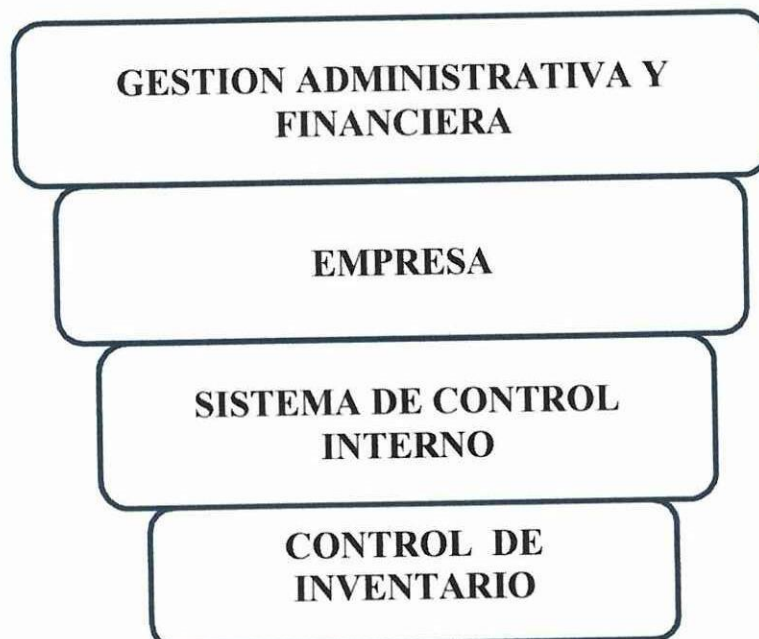 GESTION ADMINISTRATIVA Y
FINANCIERA
EMPRESA
SISTEMA DE CONTROL
INTERNO
CONTROL DE
INVENTARIO